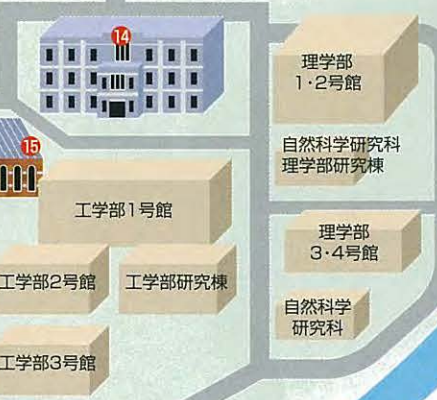 14
理学部
1・2号館
自然科学研究科
理学部研究棟
15
工学部1号館
理学部
3・4号館
工学部2号館
工学部研究棟
自然科学
研究科
工学部3号館